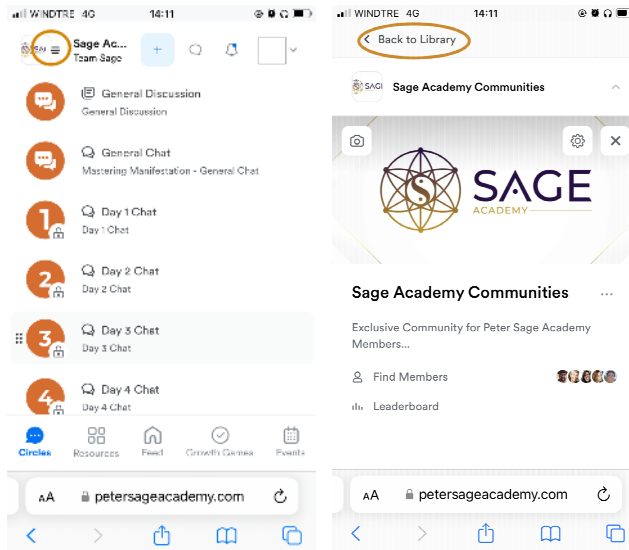 WINDTRE 4G 14:11
Sage Ac...
Team Sage
General Discussion
General Discussion
General Chat
Mastering Manifestation - General Chat
1
Day 1 Chat
Day 1 Chat
2
Day 2 Chat
Day 2 Chat
3
Day 3 Chat
Day 3 Chat
4
Day 4 Chat
Day 4 Chat
Circles Resources Feed Growth Games Events
AA petersageacademy.com
WINDTRE 4G 14:11
Back to Library
SAGE
Sage Academy Communities
SAGE
ACADEMY
Sage Academy Communities
Exclusive Community for Peter Sage Academy
Members...
Find Members
Leaderboard
AA petersageacademy.com